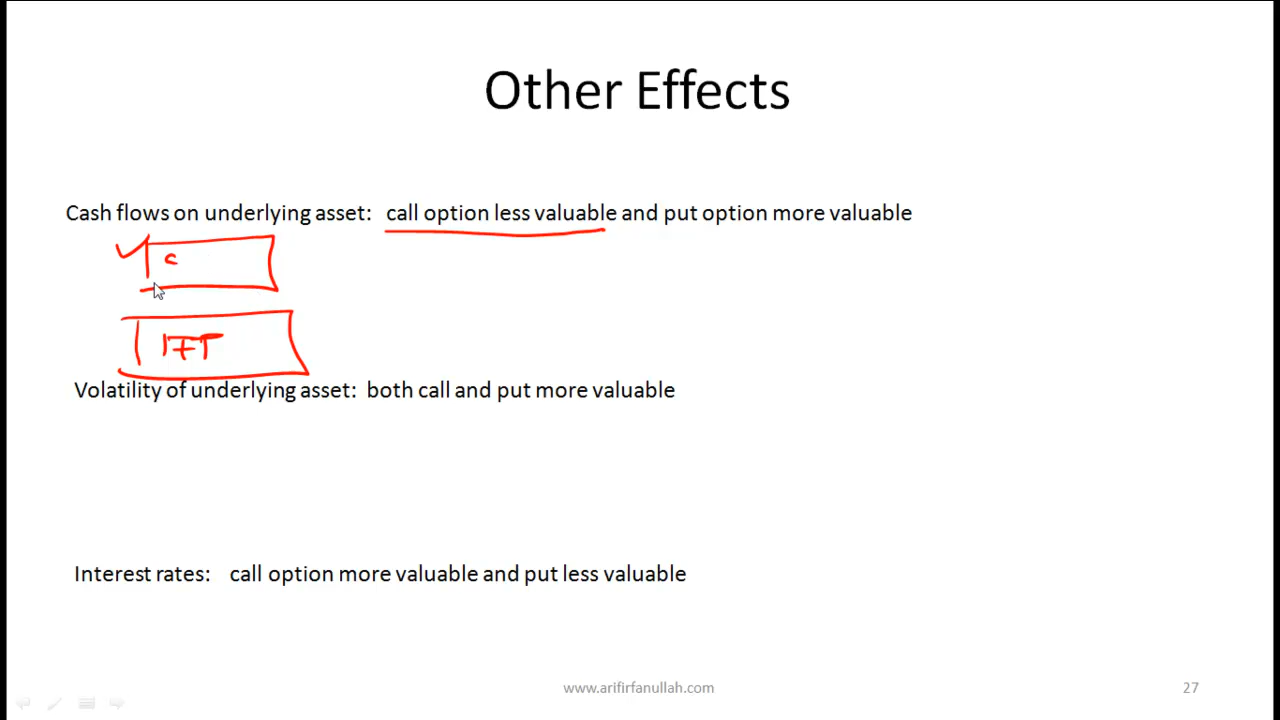 Other Effects
Cash flows on underlying asset: call option less valuable and put option more valuable
c
IFT
Volatility of underlying asset: both call and put more valuable
Interest rates: call option more valuable and put less valuable
www.arifirfanullah.com
27